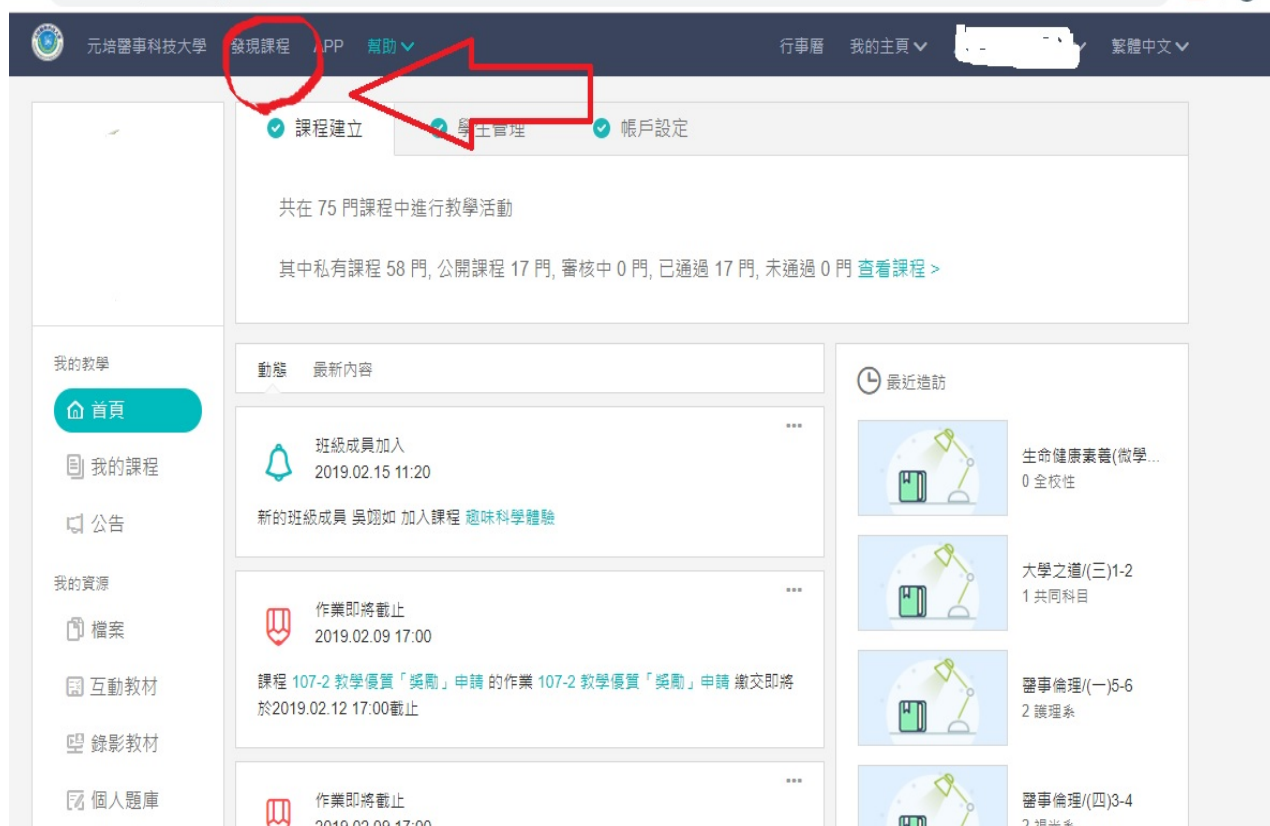 元培醫事科技大學 發現課程 APP 幫助 行事曆 我的主頁 繁體中文
課程建立 學生管理 帳戶設定
共在 75 門課程中進行教學活動
其中私有課程 58 門, 公開課程 17 門, 審核中 0 門, 已通過 17 門, 未通過 0 門 查看課程 >
我的教學
首頁
我的課程
公告
我的資源
檔案
互動教材
錄影教材
個人題庫
動態 最新內容
班級成員加入
2019.02.15 11:20
新的班級成員 吳翊如 加入課程 趣味科學體驗
作業即將截止
2019.02.09 17:00
課程 107-2 教學優質「獎勵」申請 的作業 107-2 教學優質「獎勵」申請 繳交即將
於2019.02.12 17:00截止
作業即將截止
2019.02.09 17:00
最近造訪
生命健康素養(微學...
0 全校性
大學之道/(三)1-2
1 共同科目
醫事倫理/(一)5-6
2 護理系
醫事倫理/(四)3-4
2 視光系